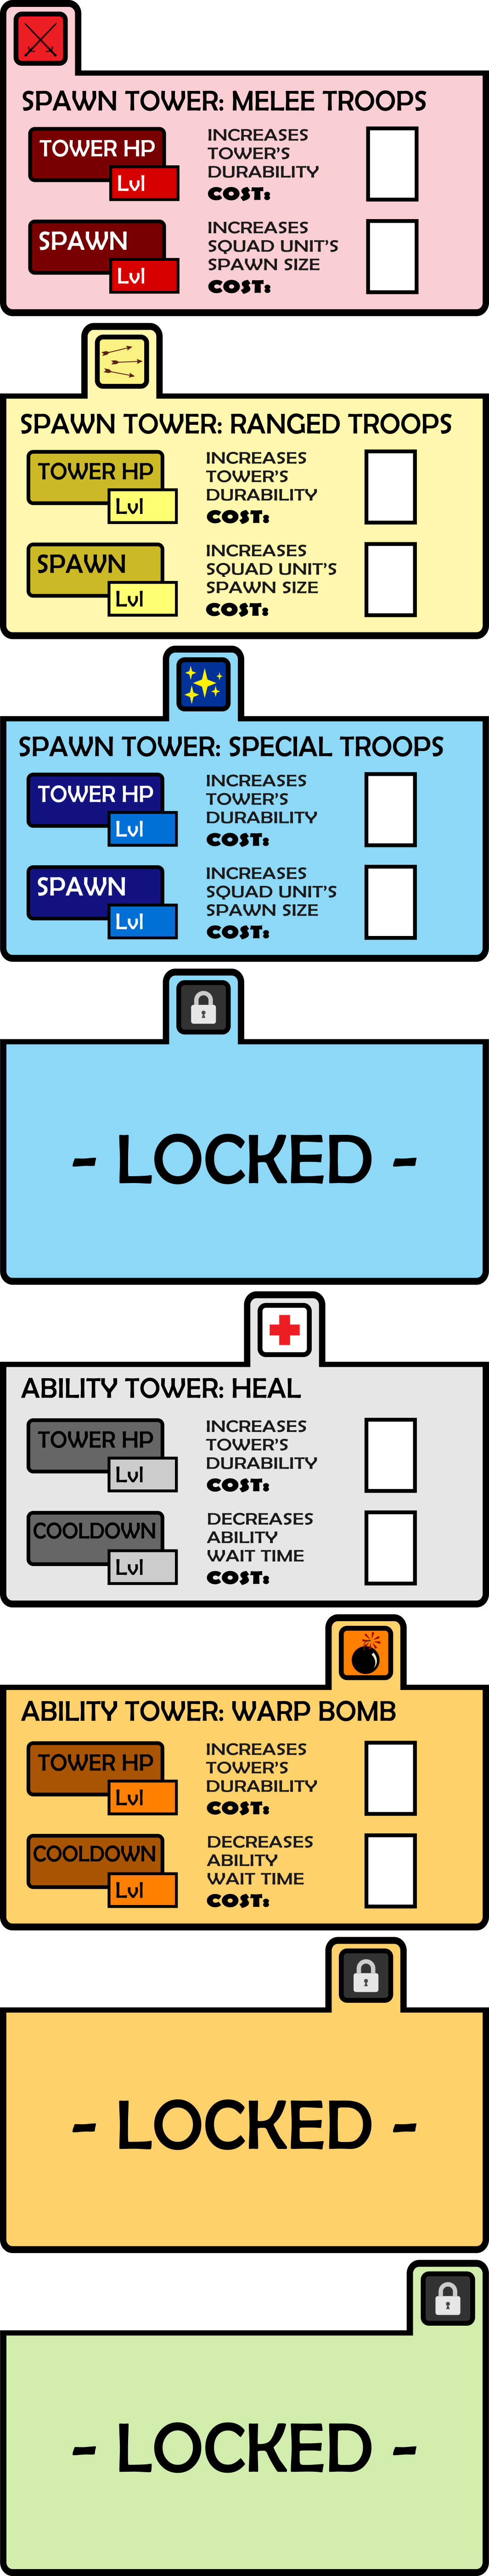 SPAWN TOWER: MELEE TROOPS
TOWER HP
Lvl
INCREASES
TOWER'S
DURABILITY
COST:
SPAWN
Lvl
INCREASES
SQUAD UNIT'S
SPAWN SIZE
COST:
SPAWN TOWER: RANGED TROOPS
TOWER HP
Lvl
INCREASES
TOWER'S
DURABILITY
COST:
SPAWN
Lvl
INCREASES
SQUAD UNIT'S
SPAWN SIZE
COST:
SPAWN TOWER: SPECIAL TROOPS
TOWER HP
Lvl
INCREASES
TOWER'S
DURABILITY
COST:
SPAWN
Lvl
INCREASES
SQUAD UNIT'S
SPAWN SIZE
COST:
- LOCKED -
ABILITY TOWER: HEAL
TOWER HP
Lvl
INCREASES
TOWER'S
DURABILITY
COST:
COOLDOWN
Lvl
DECREASES
ABILITY
WAIT TIME
COST:
ABILITY TOWER: WARP BOMB
TOWER HP
Lvl
INCREASES
TOWER'S
DURABILITY
COST:
COOLDOWN
Lvl
DECREASES
ABILITY
WAIT TIME
COST:
- LOCKED -
- LOCKED -